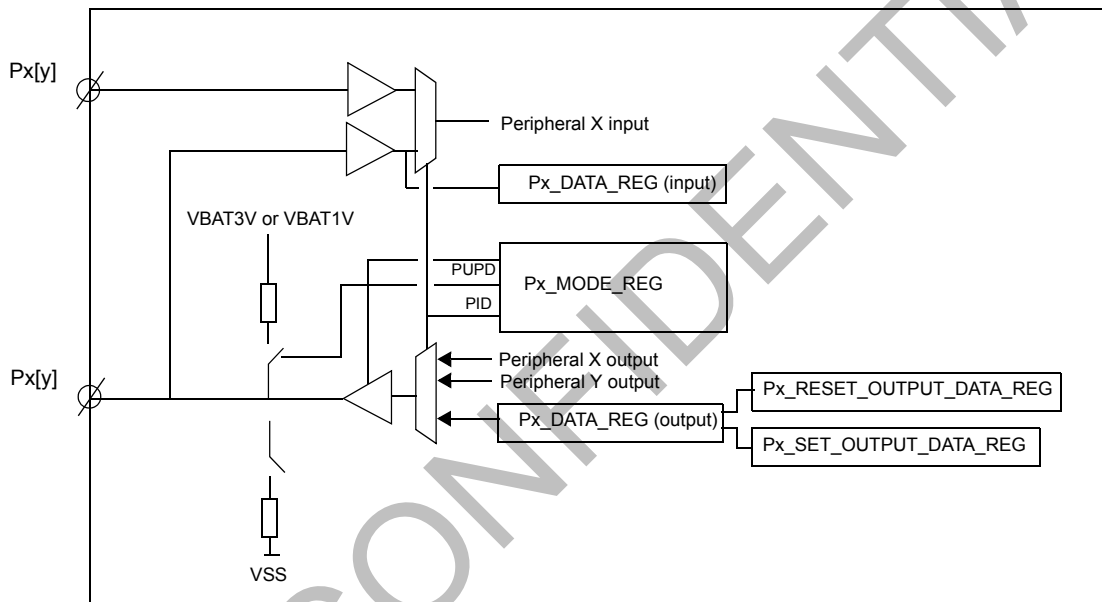 Px[y]
Peripheral X input
Px_DATA_REG (input)
VBAT3V or VBAT1V
PUPD
Px_MODE_REG
PID
Px[y]
Peripheral X output
Peripheral Y output
Px_DATA_REG (output)
Px_RESET_OUTPUT_DATA_REG
Px_SET_OUTPUT_DATA_REG
VSS
CONFIDENTIA